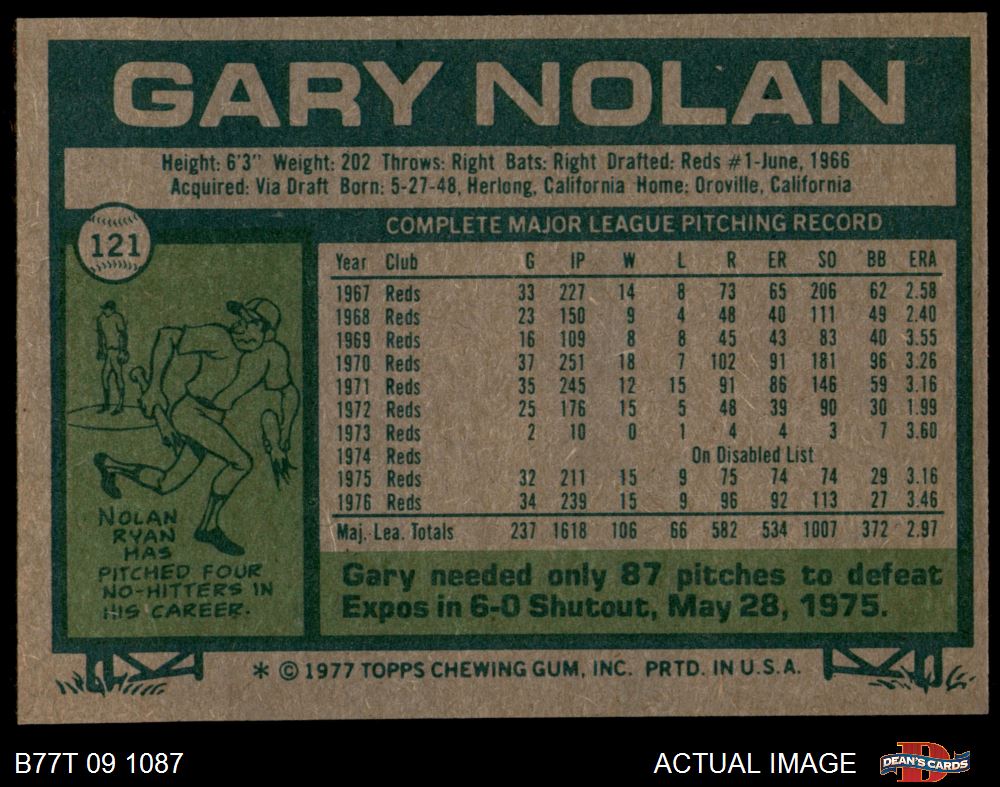 GARY NOLAN
Height: 6'3" Weight: 202 Throws: Right Bats: Right Drafted: Reds #1-June, 1966
Acquired: Via Draft Born: 5-27-48, Herlong, California Home: Oroville, California
121
COMPLETE MAJOR LEAGUE PITCHING RECORD
Year Club G IP W L R ER SO BB ERA
1967 Reds 33 227 14 8 73 65 206 62 2.58
1968 Reds 23 150 9 4 48 40 111 49 2.40
1969 Reds 16 109 8 8 45 43 83 40 3.55
1970 Reds 37 251 18 7 102 91 181 96 3.26
1971 Reds 35 245 12 15 91 86 146 59 3.16
1972 Reds 25 176 15 5 48 39 90 30 1.99
1973 Reds 2 10 0 1 4 4 3 7 3.60
1974 Reds On Disabled List
1975 Reds 32 211 15 9 75 74 74 29 3.16
1976 Reds 34 239 15 9 96 92 113 27 3.46
Maj. Lea. Totals 237 1618 106 66 582 534 1007 372 2.97
NOLAN
RYAN
HAS
PITCHED FOUR
NO-HITTERS IN
HIS CAREER.
Gary needed only 87 pitches to defeat
Expos in 6-0 Shutout, May 28, 1975.
* © 1977 TOPPS CHEWING GUM, INC. PRTD. IN U.S.A.
B77T 09 1087
ACTUAL IMAGE
DEAN'S CARDS